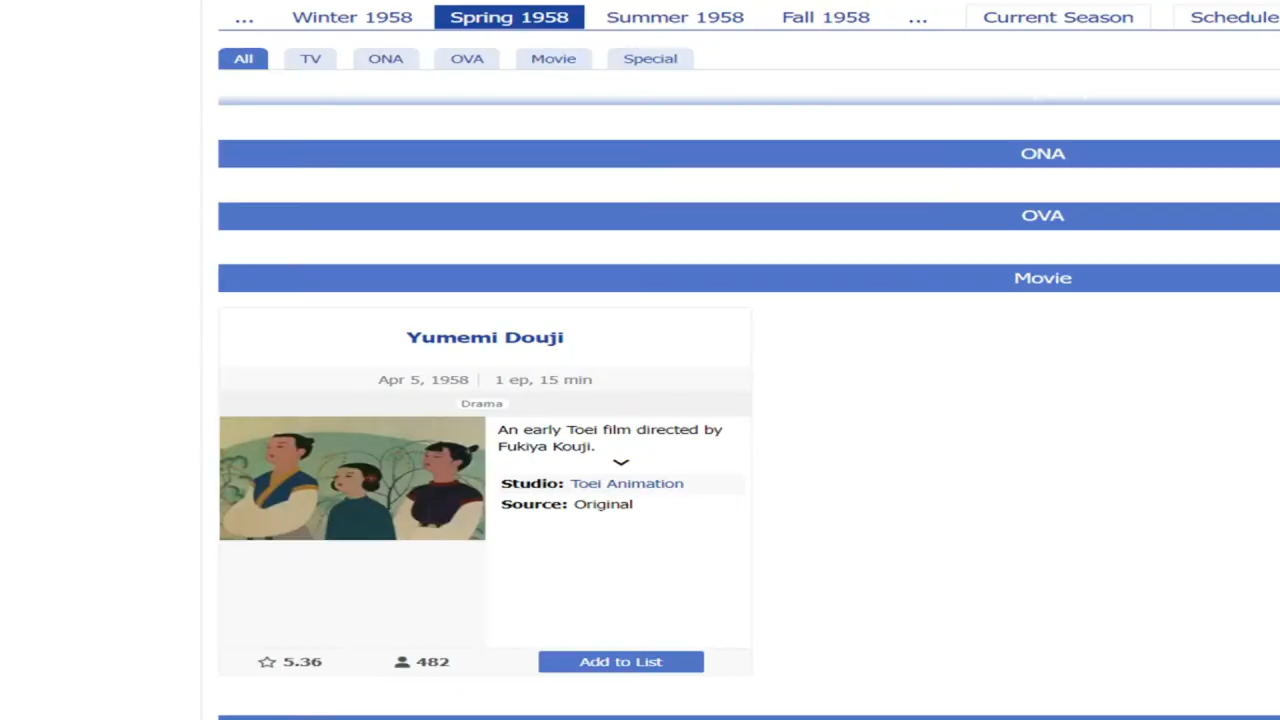 ... Winter 1958 Spring 1958 Summer 1958 Fall 1958 ... Current Season Schedule
All TV ONA OVA Movie Special
ONA
OVA
Movie
Yumemi Douji
Apr 5, 1958 1 ep, 15 min
Drama
An early Toei film directed by
Fukiya Kouji.
Studio: Toei Animation
Source: Original
5.36 482 Add to List